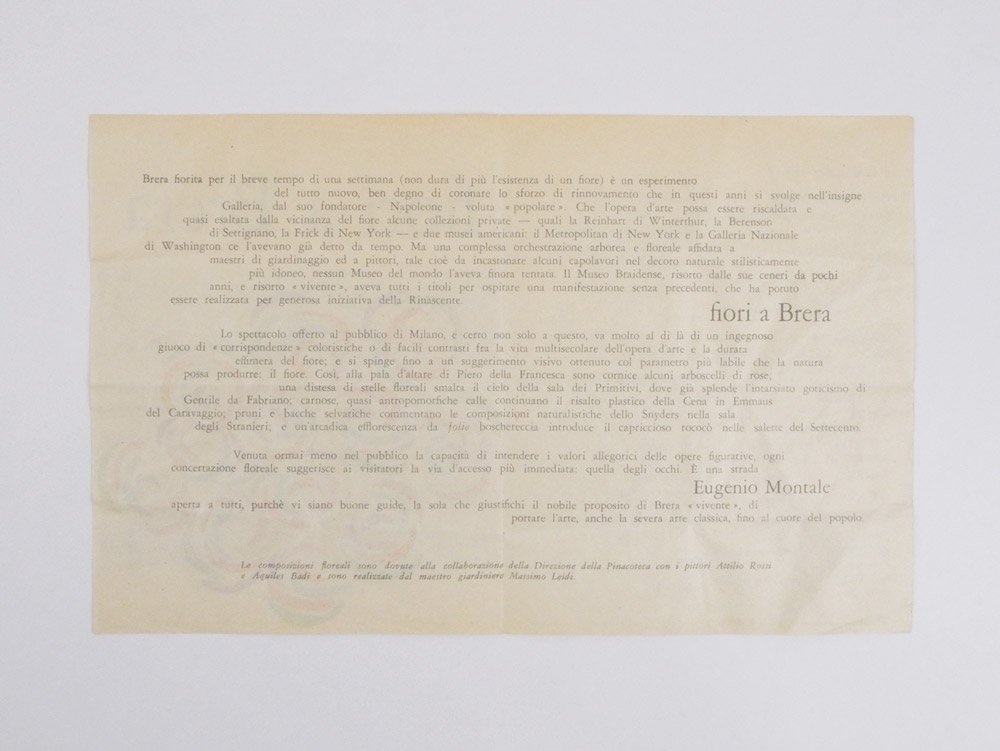 Brera fiorita per il breve tempo di una settimana (non dura di più l'esistenza di un fiore) è un esperimento
del tutto nuovo, ben degno di coronare lo sforzo di rinnovamento che in questi anni si svolge nell'insigne
Galleria, dal suo fondatore - Napoleone - voluta « popolare ». Che l'opera d'arte possa essere riscaldata e
quasi esaltata dalla vicinanza del fiore alcune collezioni private — quali la Reinhart di Winterthur, la Berenson
di Settignano, la Frick di New York — e due musei americani: il Metropolitan di New York e la Galleria Nazionale
di Washington ce l'avevano già detto da tempo. Ma una complessa orchestrazione arborea e floreale affidata a
maestri di giardinaggio ed a pittori, tale cioè da incastonare alcuni capolavori nel decoro naturale stilisticamente
più idoneo, nessun Museo del mondo l'aveva finora tentata. Il Museo Braidense, risorto dalle sue ceneri da pochi
anni, e risorto « vivente », aveva tutti i titoli per ospitare una manifestazione senza precedenti, che ha potuto
essere realizzata per generosa iniziativa della Rinascente.
fiori a Brera
Lo spettacolo offerto al pubblico di Milano, e certo non solo a questo, va molto al di là di un ingegnoso
giuoco di « corrispondenze » coloristiche o di facili contrasti fra la vita multisecolare dell'opera d'arte e la durata
effimera del fiore; e si spinge fino a un suggerimento visivo ottenuto col parametro più labile che la natura
possa produrre: il fiore. Così, alla pala d'altare di Piero della Francesca sono cornice alcuni arboscelli di rose;
una distesa di stelle floreali smalta il cielo della sala dei Primitivi, dove già splende l'intarsiato goticismo di
Gentile da Fabriano; carnose, quasi antropomorfiche calle continuano il risalto plastico della Cena in Emmaus
del Caravaggio; pruni e bacche selvatiche commentano le composizioni naturalistiche dello Snyders nella sala
degli Stranieri; e un'arcadica efflorescenza da folie boschereccia introduce il capriccioso rococò nelle salette del Settecento.
Venuta ormai meno nel pubblico la capacità di intendere i valori allegorici delle opere figurative, ogni
concertazione floreale suggerisce ai visitatori la via d'accesso più immediata: quella degli occhi. È una strada
Eugenio Montale
aperta a tutti, purchè vi siano buone guide, la sola che giustifichi il nobile proposito di Brera « vivente », di
portare l'arte, anche la severa arte classica, fino al cuore del popolo.
Le composizioni floreali sono dovute alla collaborazione della Direzione della Pinacoteca con i pittori Attilio Rossi
e Aquiles Badi e sono realizzate dal maestro giardiniere Massimo Leidi.